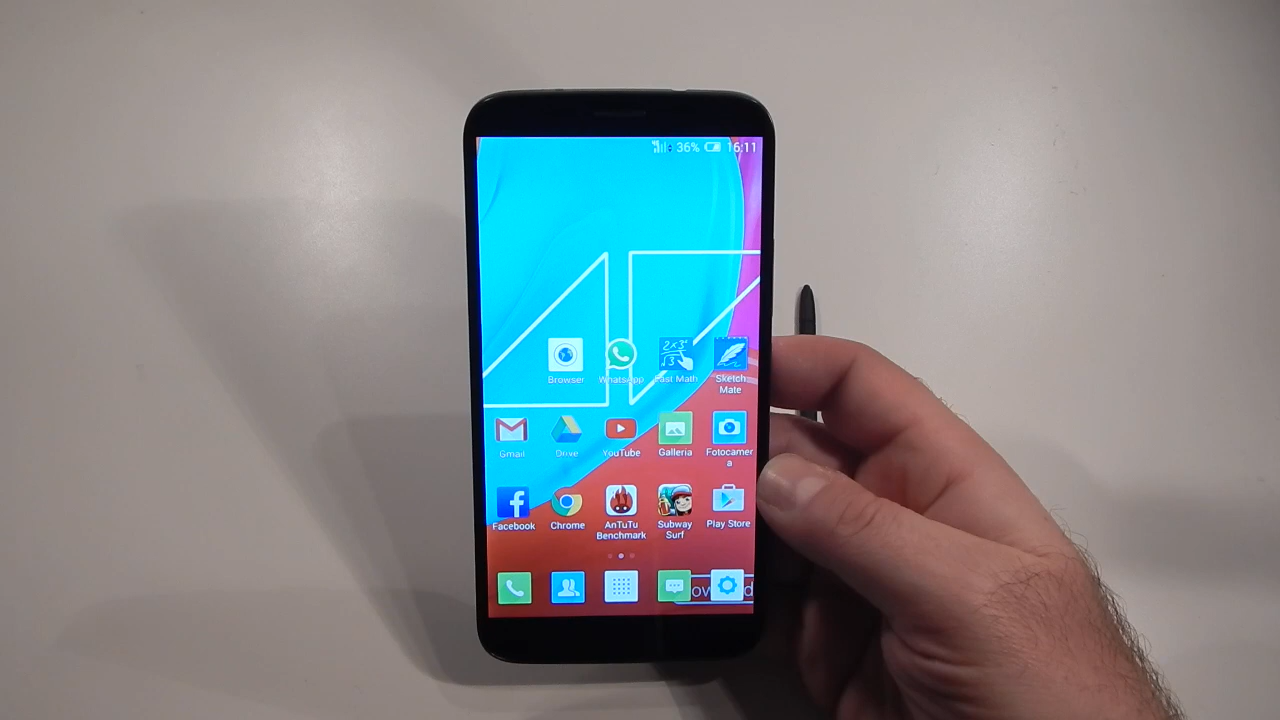 4G 36% 16:11
Browser WhatsApp Fast Math Sketch
Mate
Gmail Drive YouTube Galleria Fotocamer
a
Facebook Chrome AnTuTu Subway Play Store
Benchmark Surf